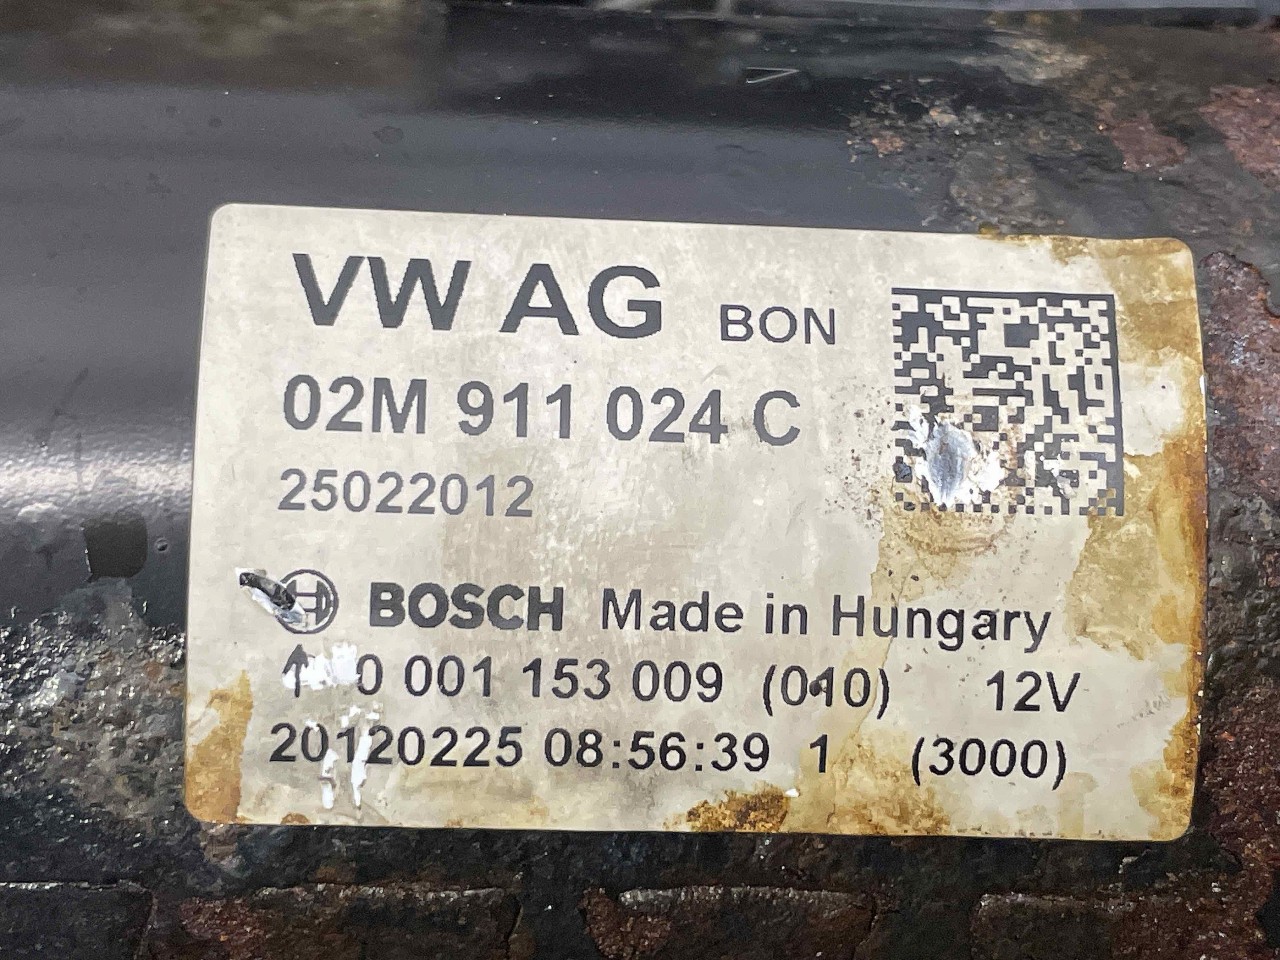 VW AG BON
02M 911 024 C
25022012
BOSCH Made in Hungary
0 001 153 009 (010) 12V
20120225 08:56:39 1 (3000)